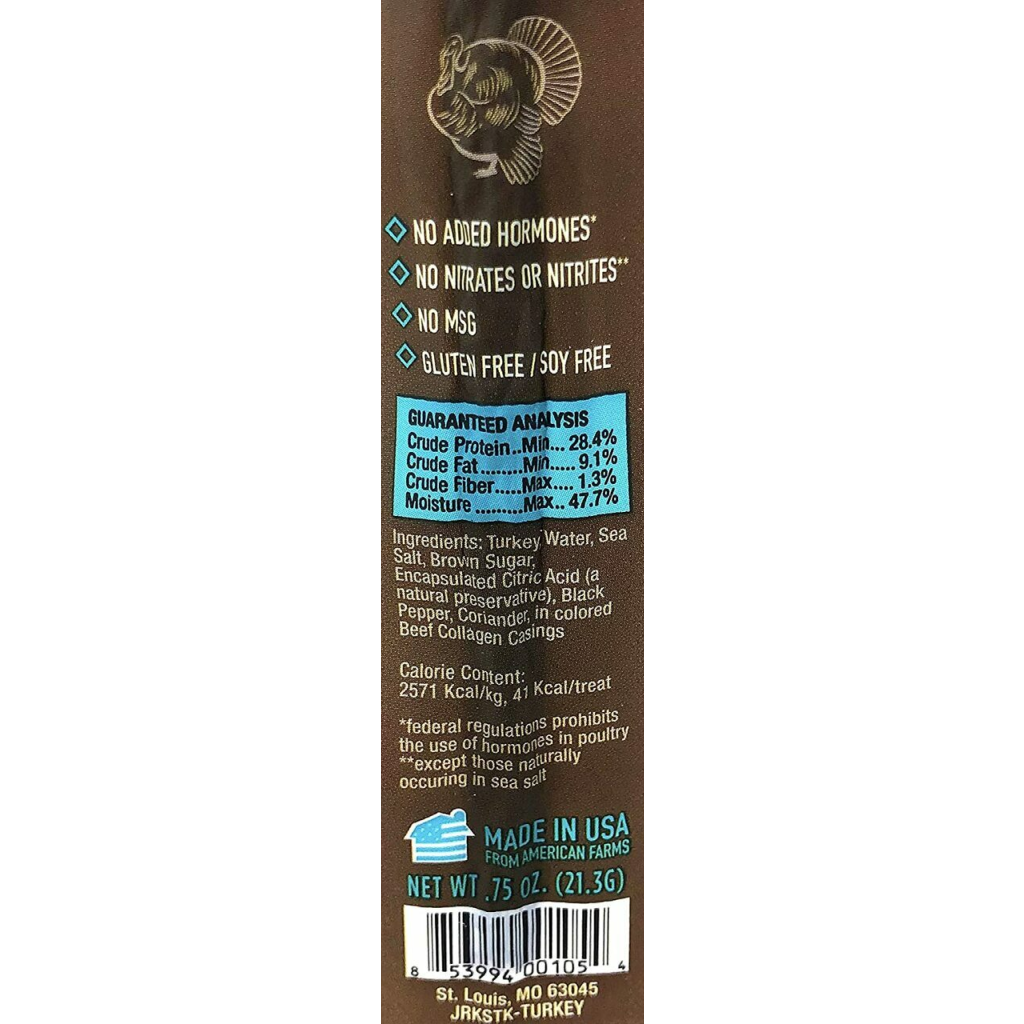 NO ADDED HORMONES*
NO NITRATES OR NITRITES**
NO MSG
GLUTEN FREE / SOY FREE
GUARANTEED ANALYSIS
Crude Protein..Min... 28.4%
Crude Fat ........Min..... 9.1%
Crude Fiber.....Max.... 1.3%
Moisture .........Max.. 47.7%
Ingredients: Turkey Water, Sea
Salt, Brown Sugar,
Encapsulated Citric Acid (a
natural preservative), Black
Pepper, Coriander, in colored
Beef Collagen Casings
Calorie Content:
2571 Kcal/kg, 41 Kcal/treat
*federal regulations prohibits
the use of hormones in poultry
**except those naturally
occuring in sea salt
MADE IN USA
FROM AMERICAN FARMS
NET WT .75 OZ. (21.3G)
8 53994 00105 4
St. Louis, MO 63045
JRKSTK-TURKEY